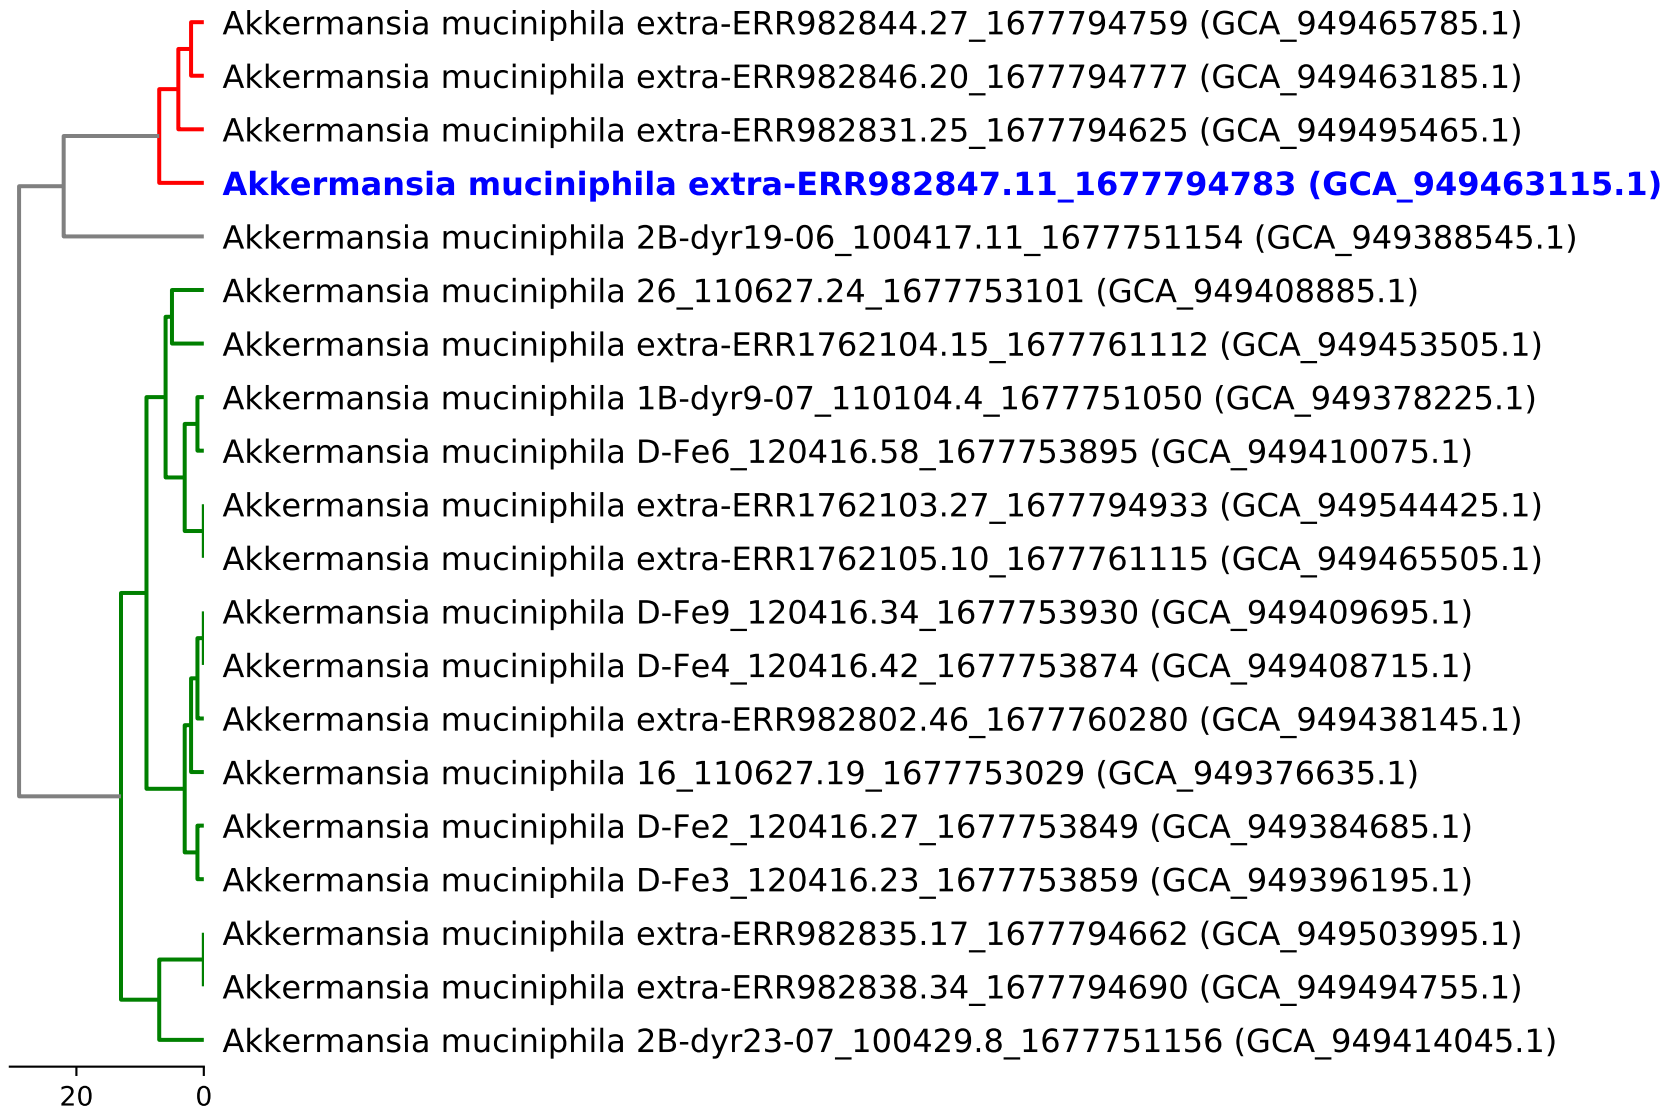 Akkermansia muciniphila extra-ERR982844.27_1677794759 (GCA_949465785.1)
Akkermansia muciniphila extra-ERR982846.20_1677794777 (GCA_949463185.1)
Akkermansia muciniphila extra-ERR982831.25_1677794625 (GCA_949495465.1)
Akkermansia muciniphila extra-ERR982847.11_1677794783 (GCA_949463115.1)
Akkermansia muciniphila 2B-dyr19-06_100417.11_1677751154 (GCA_949388545.1)
Akkermansia muciniphila 26_110627.24_1677753101 (GCA_949408885.1)
Akkermansia muciniphila extra-ERR1762104.15_1677761112 (GCA_949453505.1)
Akkermansia muciniphila 1B-dyr9-07_110104.4_1677751050 (GCA_949378225.1)
Akkermansia muciniphila D-Fe6_120416.58_1677753895 (GCA_949410075.1)
Akkermansia muciniphila extra-ERR1762103.27_1677794933 (GCA_949544425.1)
Akkermansia muciniphila extra-ERR1762105.10_1677761115 (GCA_949465505.1)
Akkermansia muciniphila D-Fe9_120416.34_1677753930 (GCA_949409695.1)
Akkermansia muciniphila D-Fe4_120416.42_1677753874 (GCA_949408715.1)
Akkermansia muciniphila extra-ERR982802.46_1677760280 (GCA_949438145.1)
Akkermansia muciniphila 16_110627.19_1677753029 (GCA_949376635.1)
Akkermansia muciniphila D-Fe2_120416.27_1677753849 (GCA_949384685.1)
Akkermansia muciniphila D-Fe3_120416.23_1677753859 (GCA_949396195.1)
Akkermansia muciniphila extra-ERR982835.17_1677794662 (GCA_949503995.1)
Akkermansia muciniphila extra-ERR982838.34_1677794690 (GCA_949494755.1)
Akkermansia muciniphila 2B-dyr23-07_100429.8_1677751156 (GCA_949414045.1)
20 0